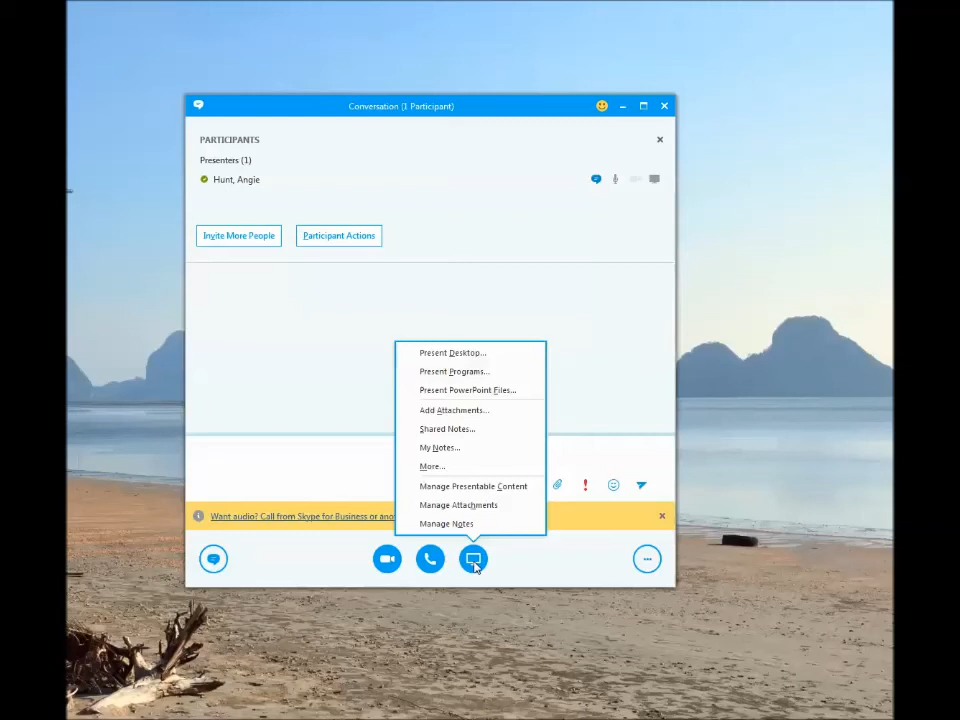 Conversation (1 Participant)
PARTICIPANTS
Presenters (1)
Hunt, Angie
Invite More People
Participant Actions
Present Desktop...
Present Programs...
Present PowerPoint Files...
Add Attachments...
Shared Notes...
My Notes...
More...
Manage Presentable Content
Manage Attachments
Manage Notes
Want audio? Call from Skype for Business or